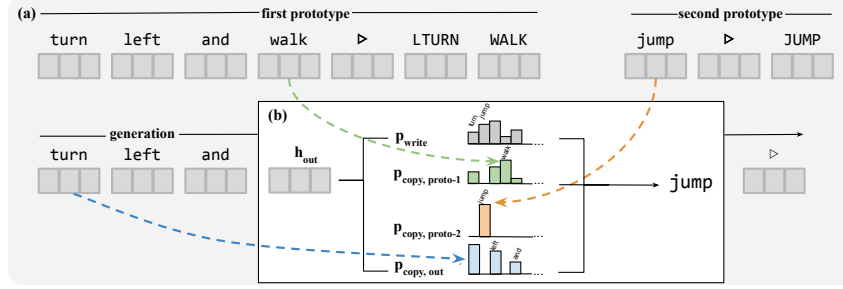 (a) first prototype second prototype
turn left and walk ▷ LTURN WALK jump ▷ JUMP
(b)
generation
turn left and
h_out
p_write
turn jump
...
p_copy, proto-1
walk
...
p_copy, proto-2
jump
...
p_copy, out
left and
...
jump
▷